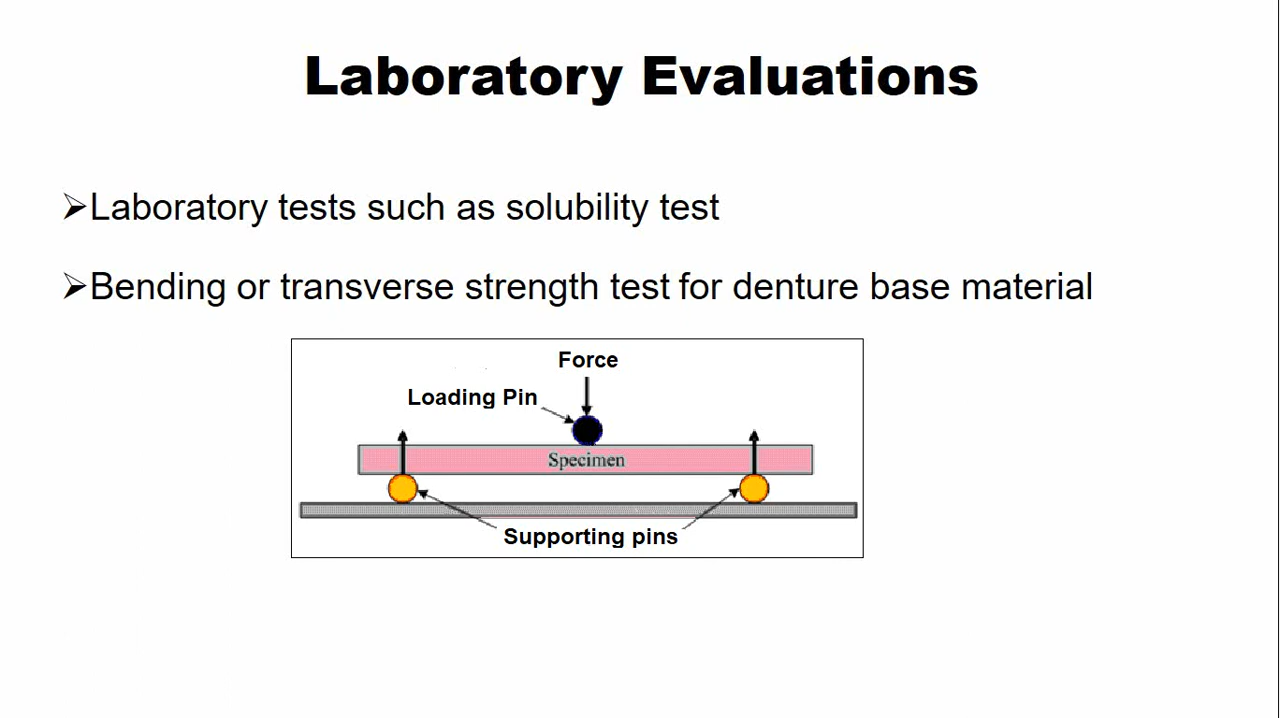 Laboratory Evaluations
➢Laboratory tests such as solubility test
➢Bending or transverse strength test for denture base material
Force
Loading Pin
Specimen
Supporting pins